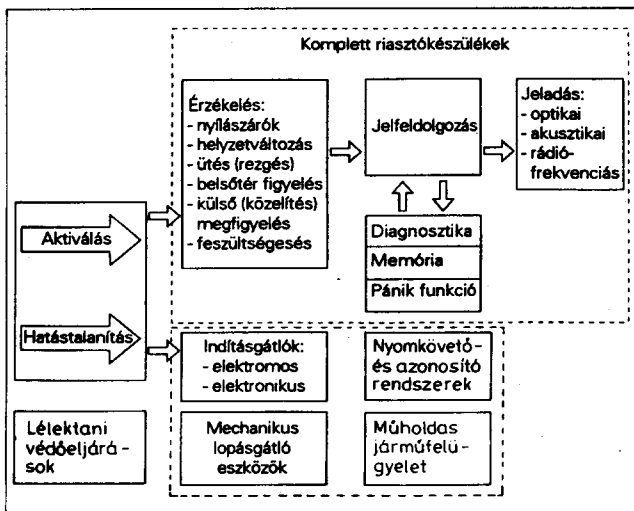 Komplett riasztókészülékek
Érzékelés:
- nyílászárók
- helyzetváltozás
- ütés (rezgés)
- belsőtér figyelés
- külső (közelítés)
megfigyelés
- feszültségesés
Jelfeldolgozás
Jeladás:
- optikai
- akusztikai
- rádió-
frekvenciás
Diagnosztika
Memória
Pánik funkció
Aktiválás
Hatástalanítás
Indításgátlók:
- elektromos
- elektronikus
Nyomkövető-
és azonosító
rendszerek
Lélektani
védőeljárá -
sok
Mechanikus
lopásgátló
eszközök
Műholdas
járműfelü-
gyelet